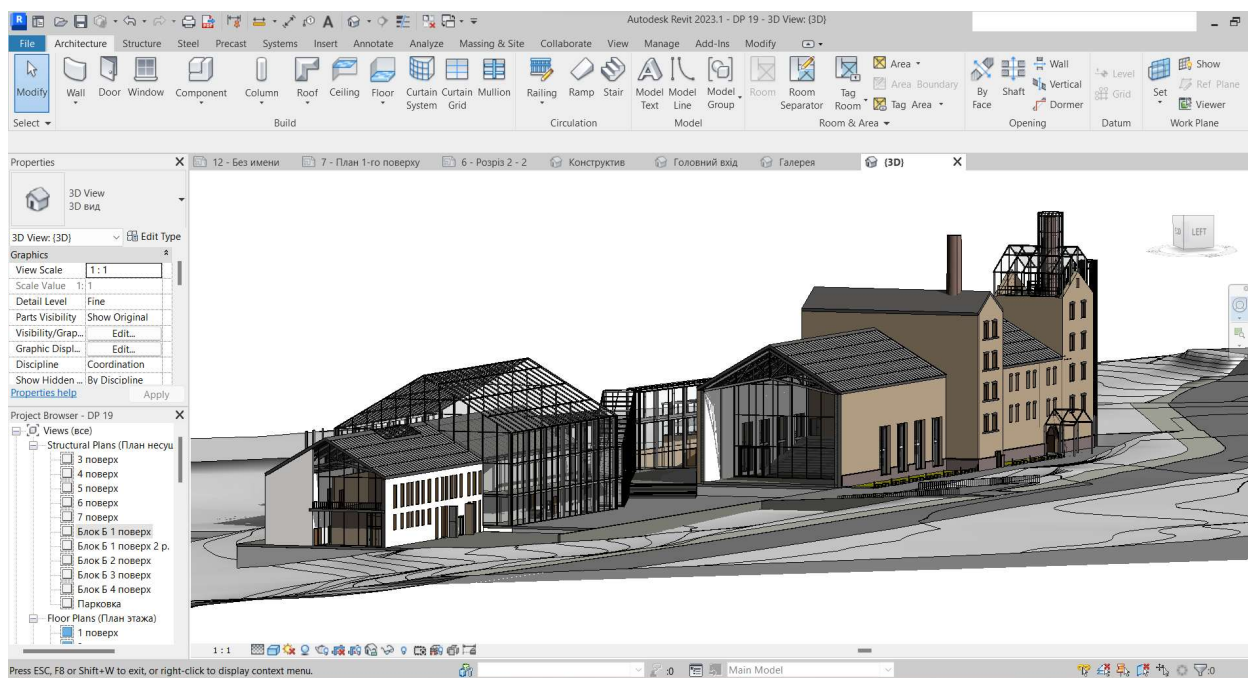 Autodesk Revit 2023.1 - DP 19 - 3D View: {3D}
File Architecture Structure Steel Precast Systems Insert Annotate Analyze Massing & Site Collaborate View Manage Add-Ins Modify
Modify Wall Door Window Component Column Roof Ceiling Floor Curtain System Curtain Grid Mullion Railing Ramp Stair Model Text Model Line Model Group Room Room Separator Tag Room
Area
Area Boundary
Tag Area
By Face Shaft
Wall
Vertical
Dormer
Level
Grid
Set
Show
Ref Plane
Viewer
Select Build Circulation Model Room & Area Opening Datum Work Plane
Properties X
12 - Без имени 7 - План 1-го поверху 6 - Розріз 2 - 2 Конструктив Головний вхід Галерея {3D} X
3D View
3D вид
3D View: {3D} Edit Type
Graphics
View Scale 1 : 1
Scale Value 1: 1
Detail Level Fine
Parts Visibility Show Original
Visibility/Grap... Edit...
Graphic Displ... Edit...
Discipline Coordination
Show Hidden ... By Discipline
Properties help Apply
Project Browser - DP 19 X
Views (все)
Structural Plans (План несущ
3 поверх
4 поверх
5 поверх
6 поверх
7 поверх
Блок Б 1 поверх
Блок Б 1 поверх 2 р.
Блок Б 2 поверх
Блок Б 3 поверх
Блок Б 4 поверх
Парковка
Floor Plans (План этажа)
1 поверх
LEFT
1 : 1
Press ESC, F8 or Shift+W to exit, or right-click to display context menu.
:0 Main Model :0